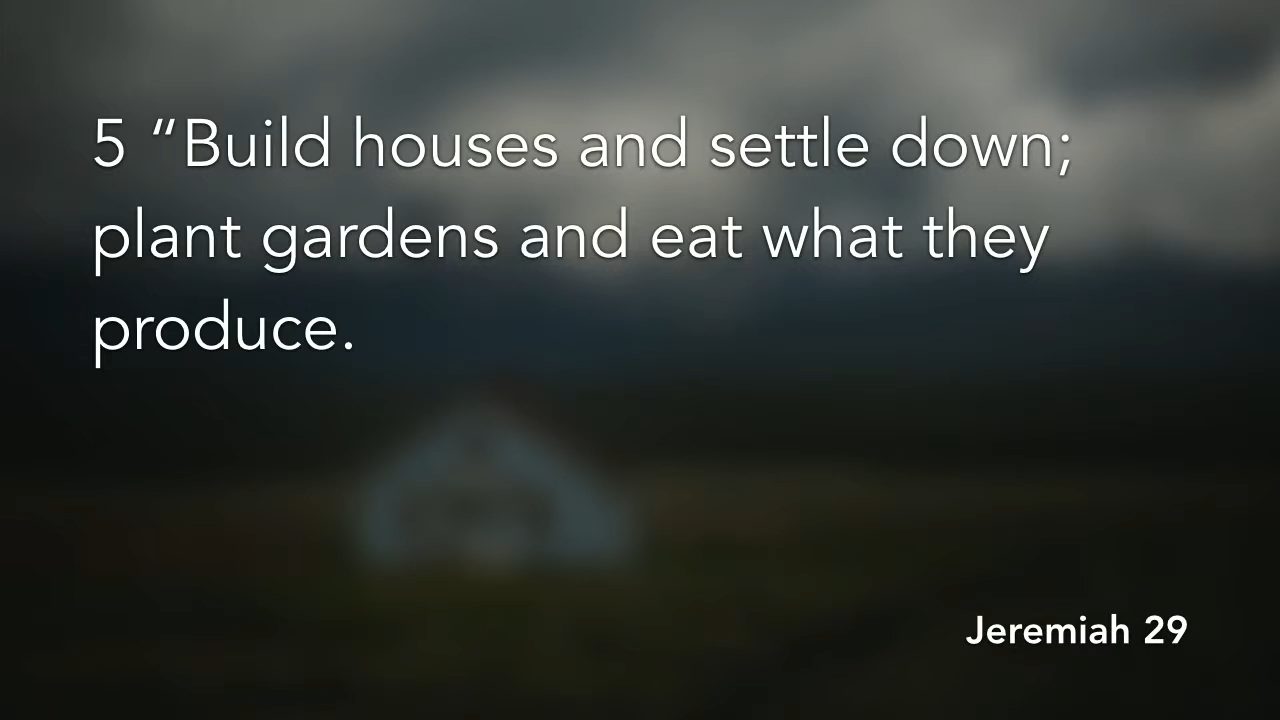 5 “Build houses and settle down;
plant gardens and eat what they
produce.
Jeremiah 29